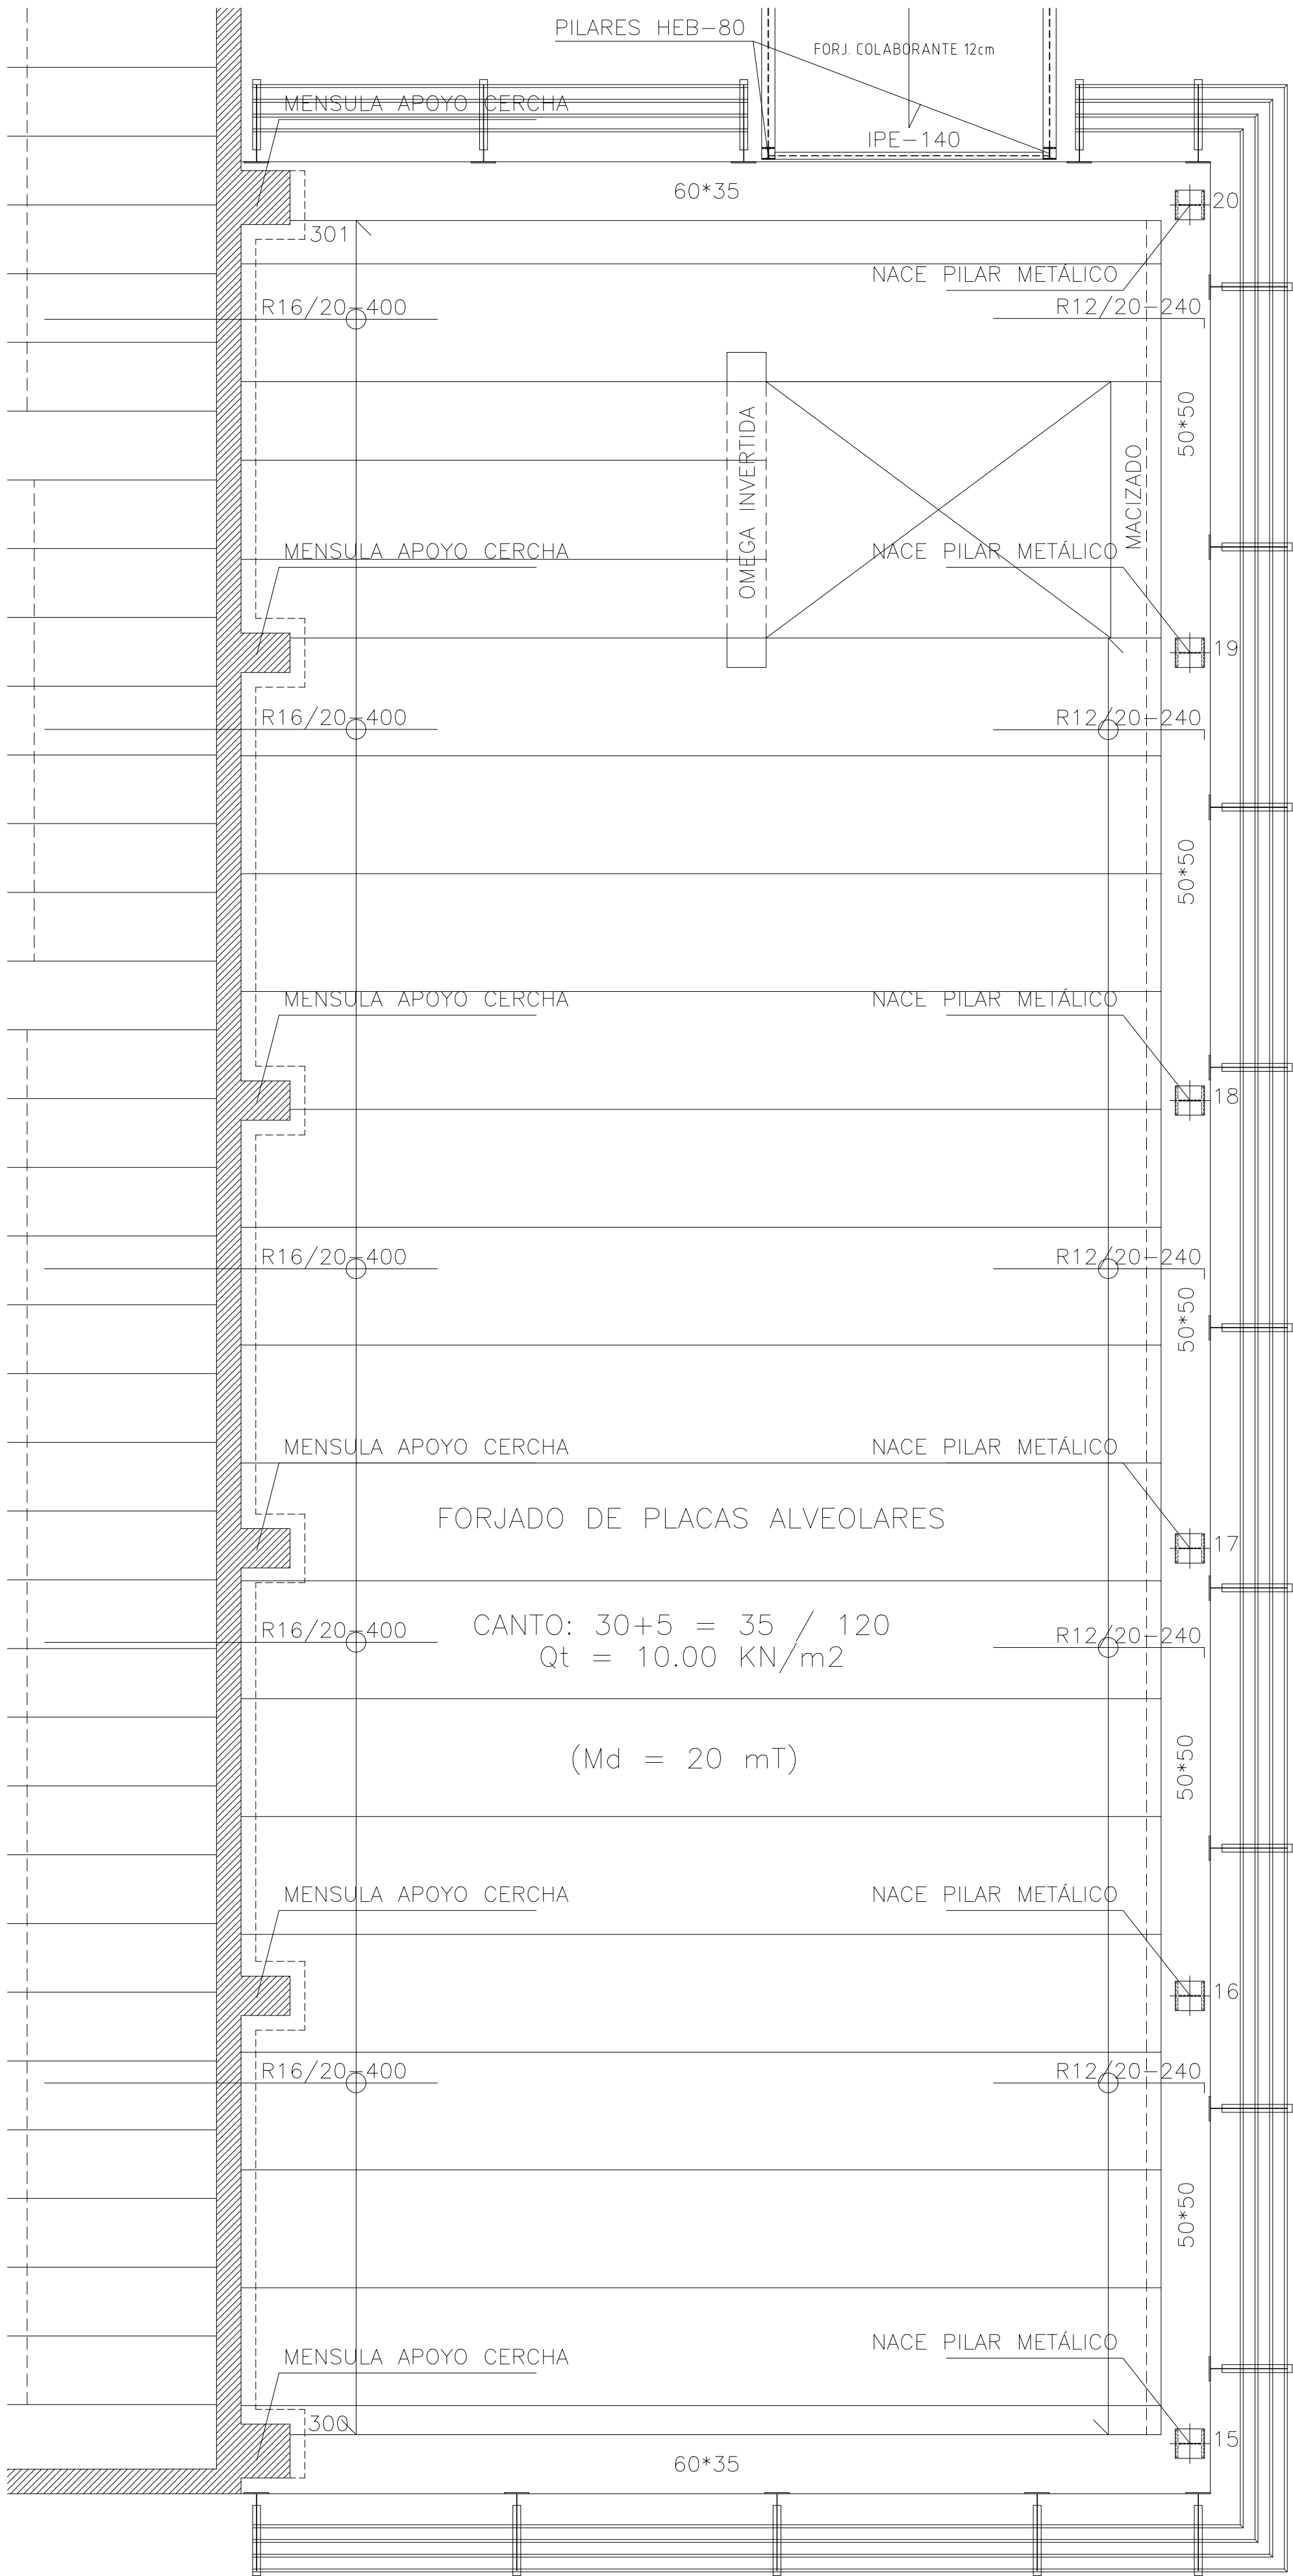 PILARES HEB-80
FORJ. COLABORANTE 12cm
MENSULA APOYO CERCHA
IPE-140
60*35
20
301
NACE PILAR METÁLICO
R16/20-400
R12/20-240
50*50
OMEGA INVERTIDA
MACIZADO
MENSULA APOYO CERCHA
NACE PILAR METÁLICO
19
R16/20-400
R12/20-240
50*50
MENSULA APOYO CERCHA
NACE PILAR METÁLICO
18
R16/20-400
R12/20-240
50*50
MENSULA APOYO CERCHA
NACE PILAR METÁLICO
FORJADO DE PLACAS ALVEOLARES
17
CANTO: 30+5 = 35 / 120
R16/20-400
R12/20-240
Qt = 10.00 KN/m2
(Md = 20 mT)
50*50
MENSULA APOYO CERCHA
NACE PILAR METÁLICO
16
R16/20-400
R12/20-240
50*50
MENSULA APOYO CERCHA
NACE PILAR METÁLICO
300
15
60*35